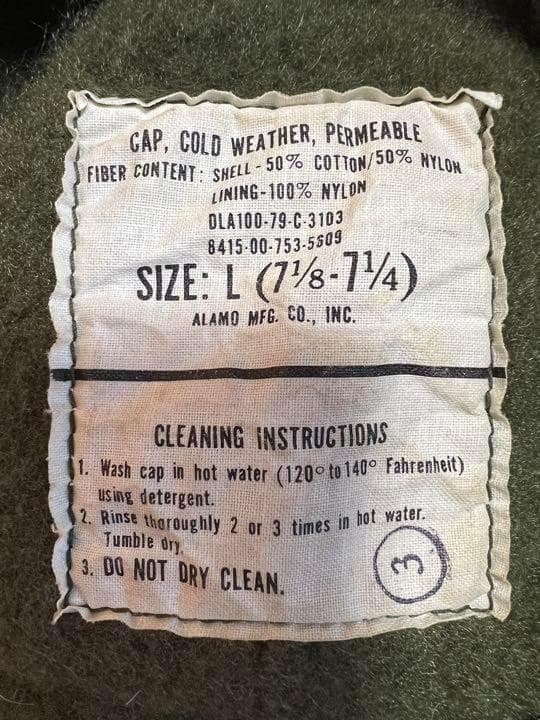 CAP, COLD WEATHER, PERMEABLE
FIBER CONTENT: SHELL - 50% COTTON/50% NYLON
LINING-100% NYLON
DLA100-79-C-3103
8415-00-753-5609
SIZE: L (7⅛-7¼)
ALAMO MFG. CO., INC.
CLEANING INSTRUCTIONS
1. Wash cap in hot water (120° to 140° Fahrenheit)
using detergent.
2. Rinse thoroughly 2 or 3 times in hot water.
Tumble dry.
3. DO NOT DRY CLEAN.
3